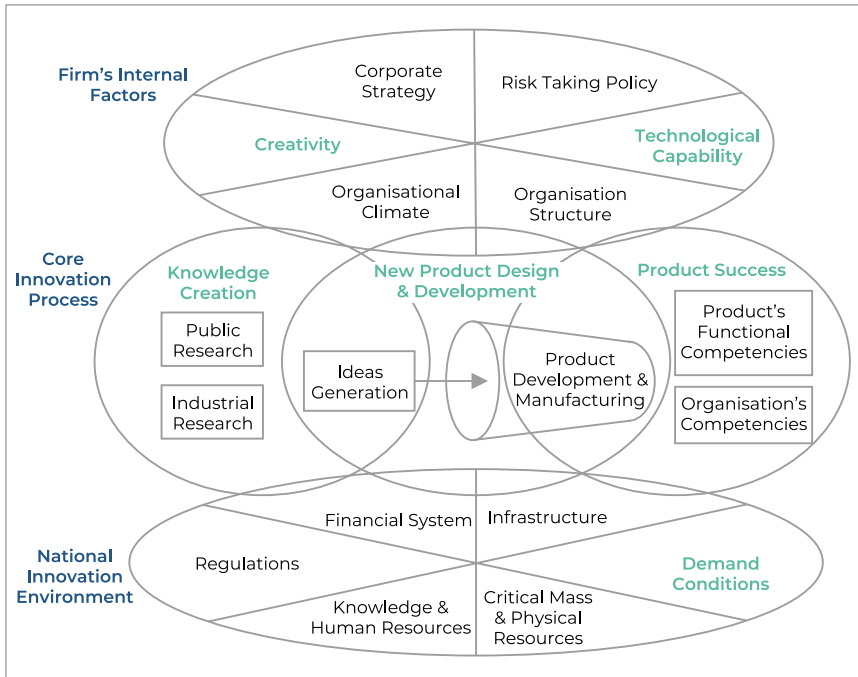 Firm's Internal
Factors
Corporate
Strategy
Risk Taking Policy
Creativity
Technological
Capability
Organisational
Climate
Organisation
Structure
Core
Innovation
Process
Knowledge
Creation
New Product Design
& Development
Product Success
Public
Research
Industrial
Research
Ideas
Generation
Product
Development &
Manufacturing
Product's
Functional
Competencies
Organisation's
Competencies
National
Innovation
Environment
Financial System
Infrastructure
Regulations
Demand
Conditions
Knowledge &
Human Resources
Critical Mass
& Physical
Resources